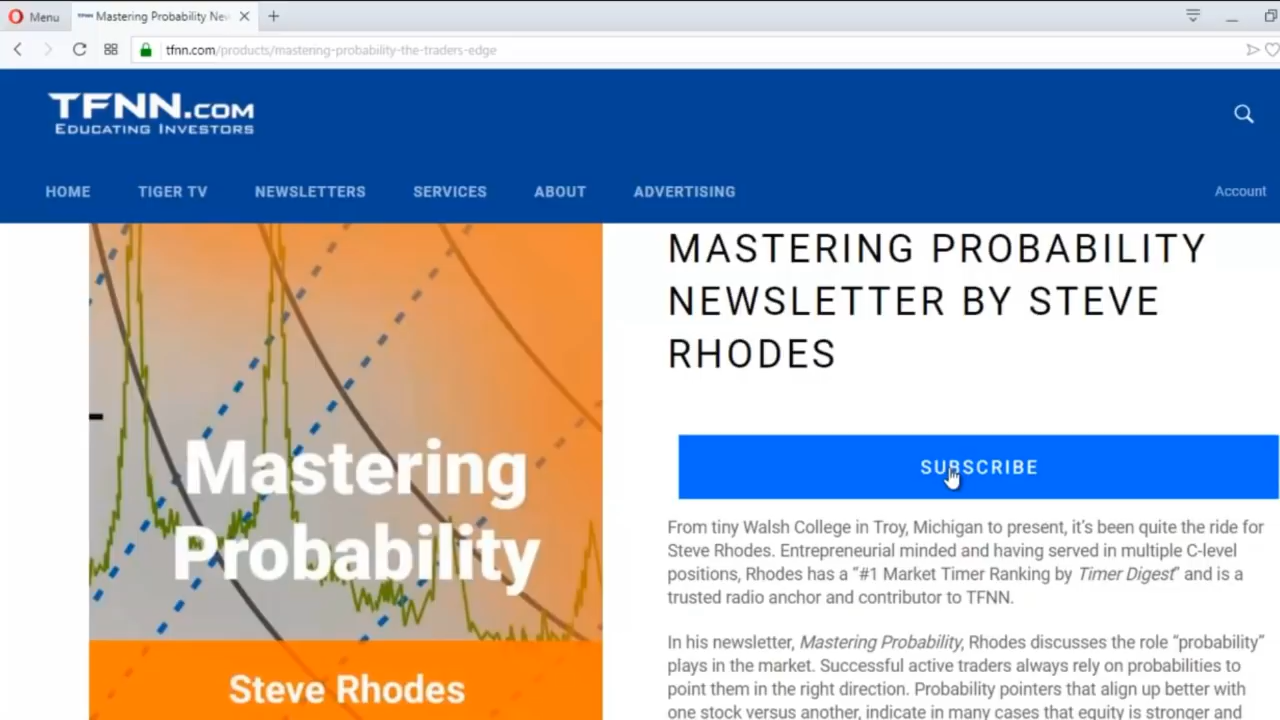 Menu
Mastering Probability New
tfnn.com/products/mastering-probability-the-traders-edge
TFNN.COM
EDUCATING INVESTORS
HOME TIGER TV NEWSLETTERS SERVICES ABOUT ADVERTISING Account
Mastering
Probability
Steve Rhodes
MASTERING PROBABILITY
NEWSLETTER BY STEVE
RHODES
SUBSCRIBE
From tiny Walsh College in Troy, Michigan to present, it's been quite the ride for
Steve Rhodes. Entrepreneurial minded and having served in multiple C-level
positions, Rhodes has a “#1 Market Timer Ranking by Timer Digest” and is a
trusted radio anchor and contributor to TFNN.
In his newsletter, Mastering Probability, Rhodes discusses the role “probability”
plays in the market. Successful active traders always rely on probabilities to
point them in the right direction. Probability pointers that align up better with
one stock versus another, indicate in many cases that equity is stronger and